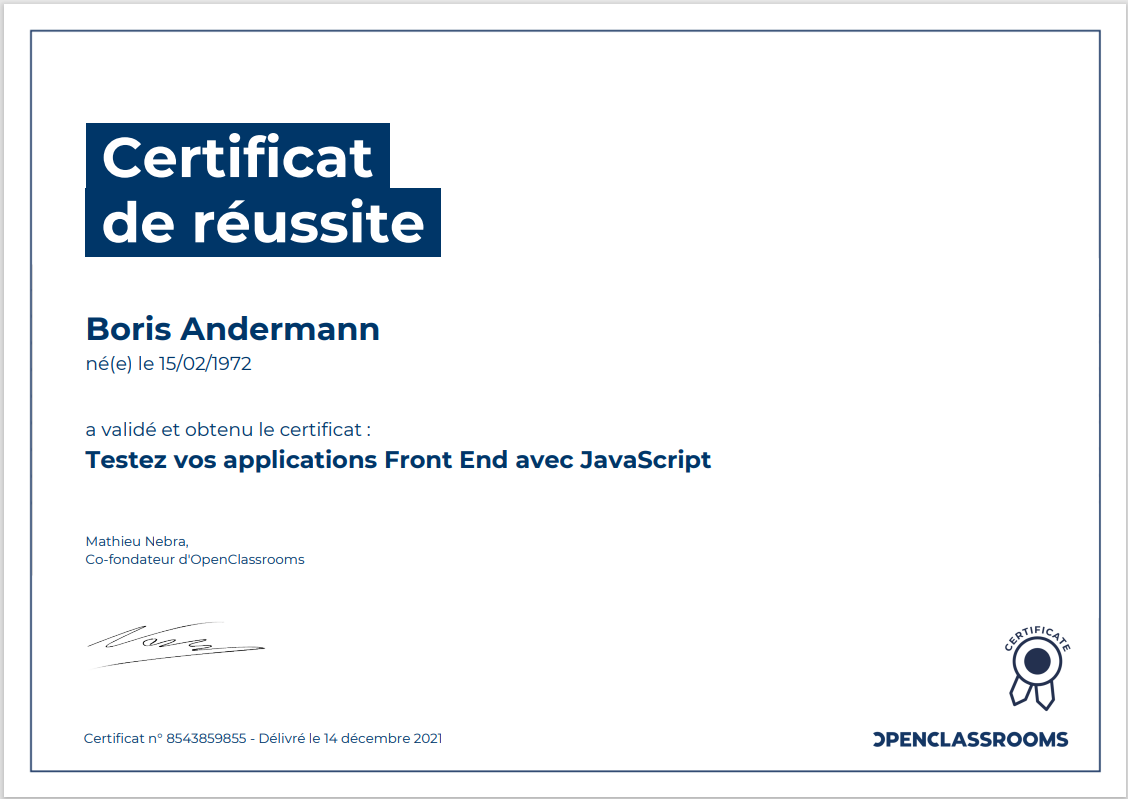 Certificat
de réussite
Boris Andermann
né(e) le 15/02/1972
a validé et obtenu le certificat :
Testez vos applications Front End avec JavaScript
Mathieu Nebra,
Co-fondateur d'OpenClassrooms
CERTIFICATE
Certificat n° 8543859855 - Délivré le 14 décembre 2021
OPENCLASSROOMS